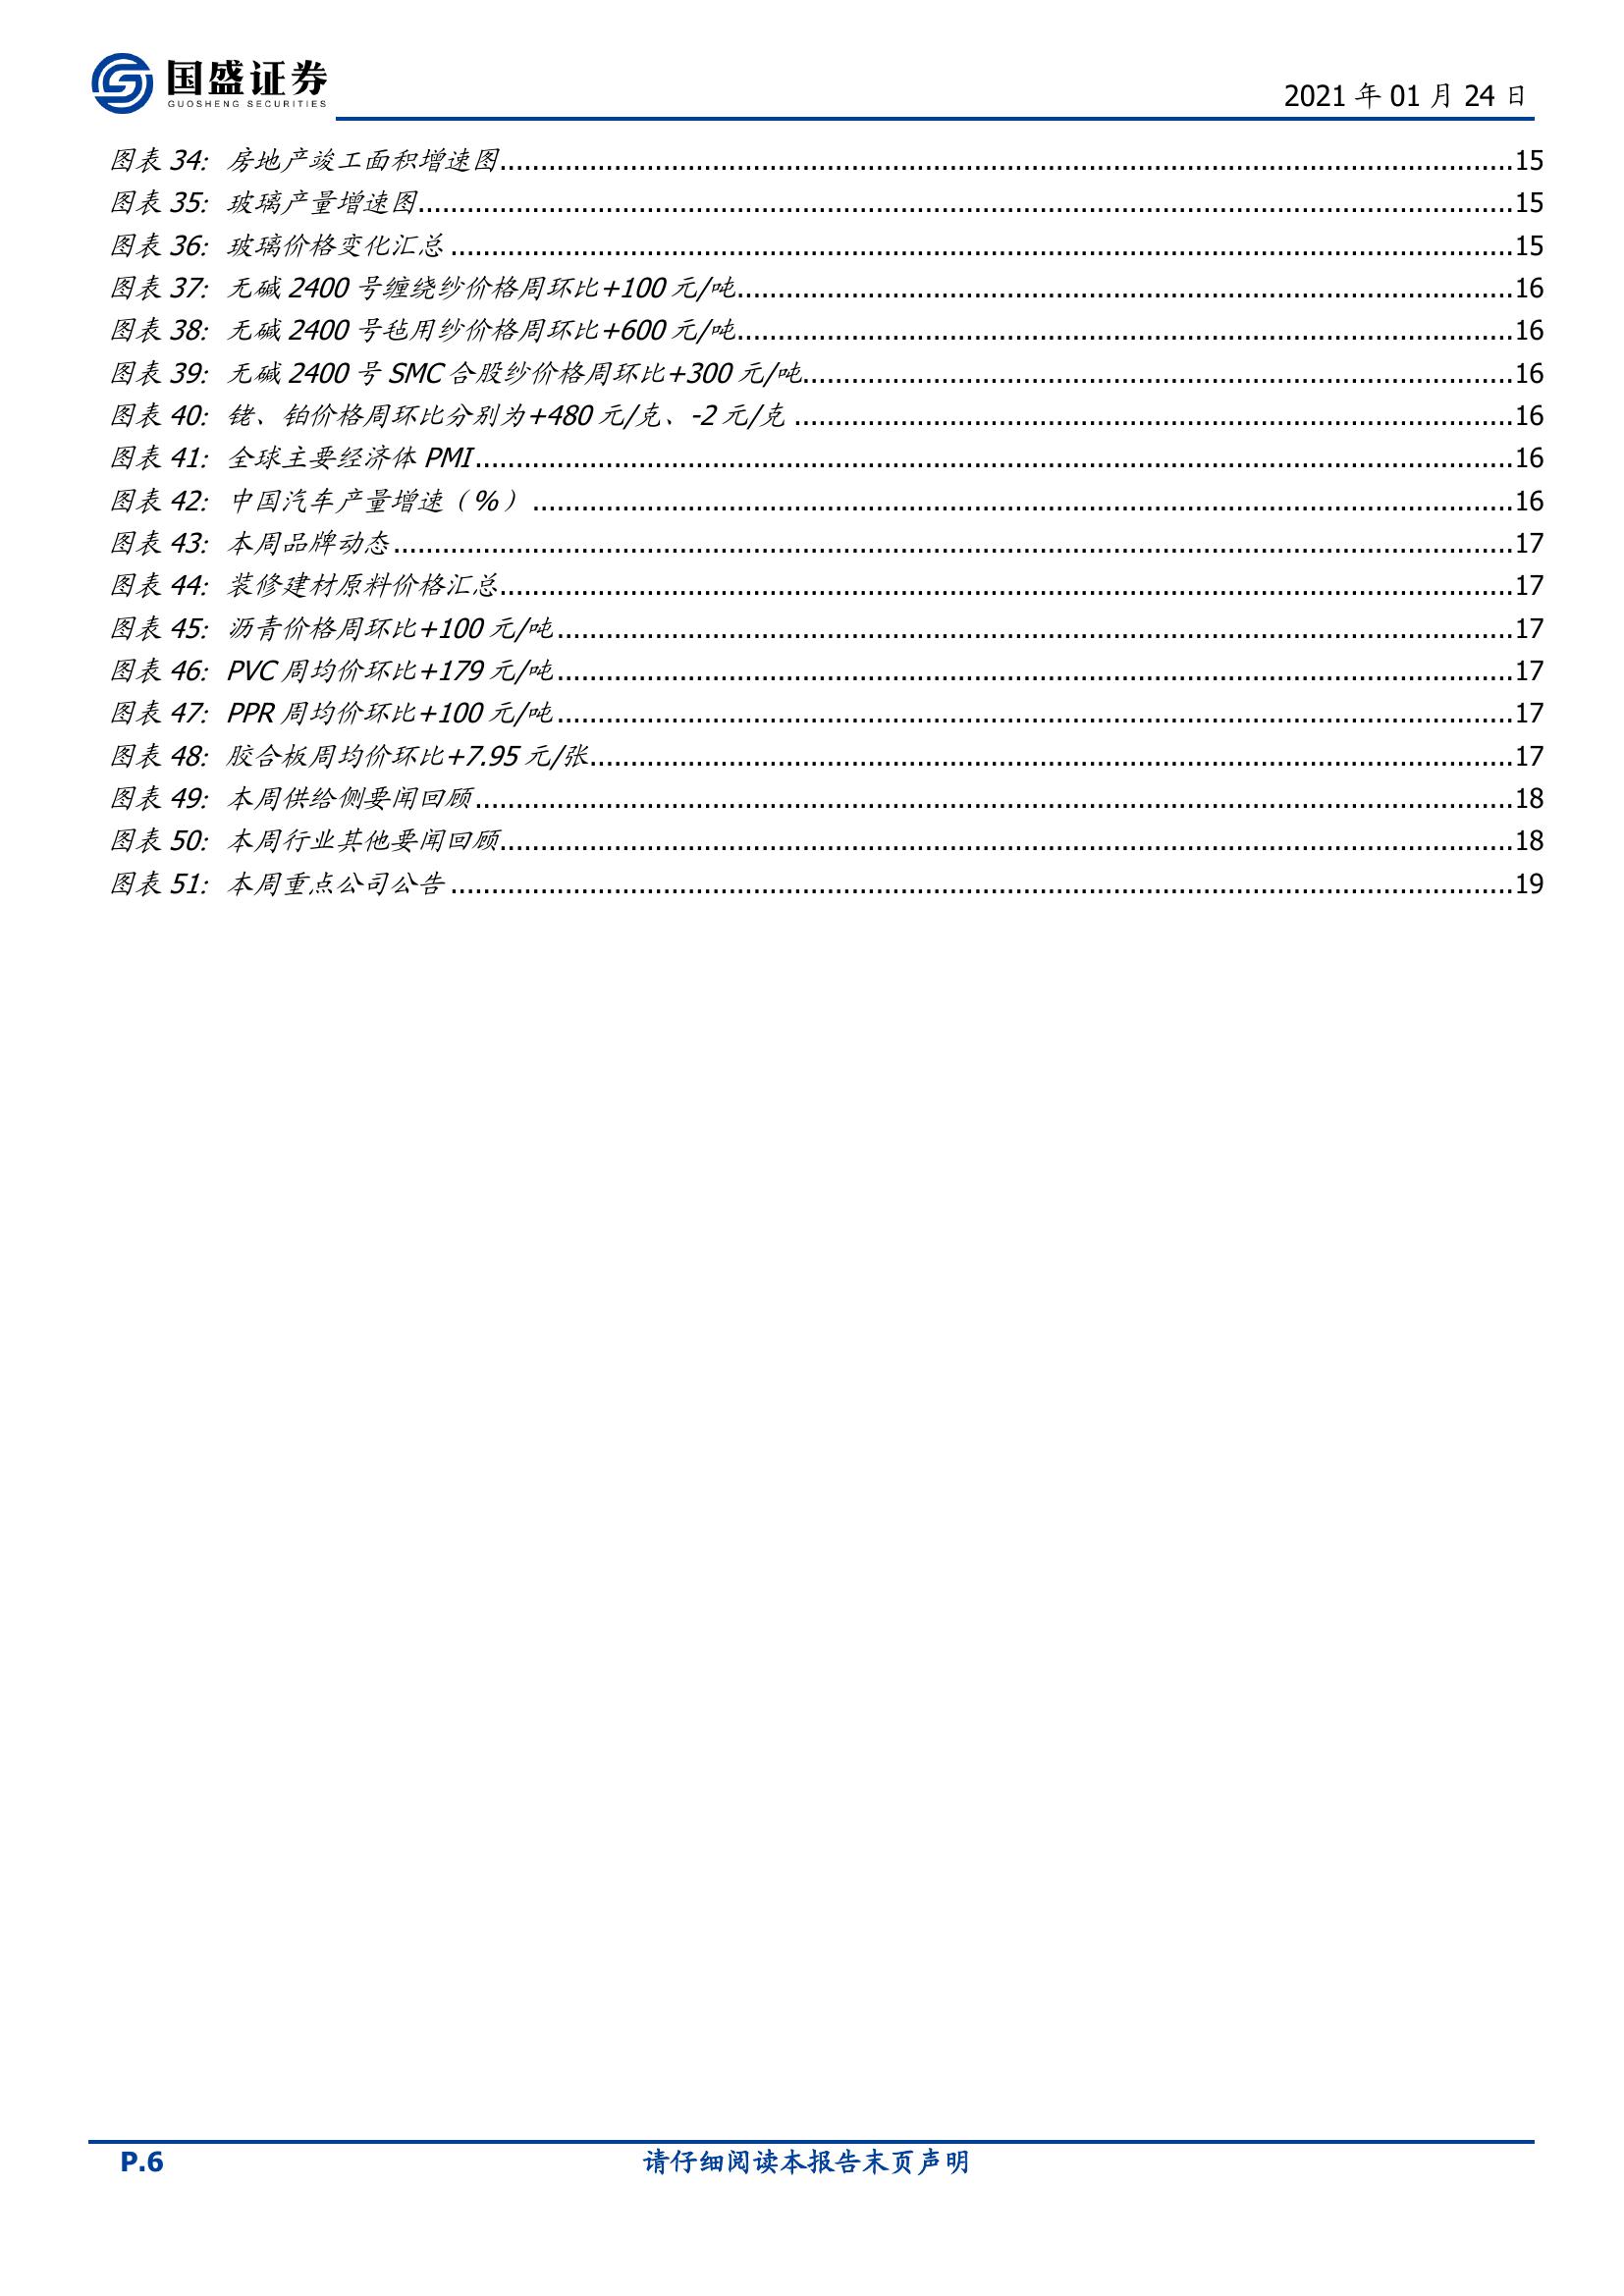 国盛证券
GUOSHENG SECURITIES
2021 年 01 月 24 日
图表 34: 房地产竣工面积增速图......15
图表 35: 玻璃产量增速图......15
图表 36: 玻璃价格变化汇总......15
图表 37: 无碱 2400 号缠绕纱价格周环比+100 元/吨......16
图表 38: 无碱 2400 号毡用纱价格周环比+600 元/吨......16
图表 39: 无碱 2400 号 SMC 合股纱价格周环比+300 元/吨......16
图表 40: 铑、铂价格周环比分别为+480 元/克、-2 元/克......16
图表 41: 全球主要经济体 PMI......16
图表 42: 中国汽车产量增速（%）......16
图表 43: 本周品牌动态......17
图表 44: 装修建材原料价格汇总......17
图表 45: 沥青价格周环比+100 元/吨......17
图表 46: PVC 周均价环比+179 元/吨......17
图表 47: PPR 周均价环比+100 元/吨......17
图表 48: 胶合板周均价环比+7.95 元/张......17
图表 49: 本周供给侧要闻回顾......18
图表 50: 本周行业其他要闻回顾......18
图表 51: 本周重点公司公告......19
P.6
请仔细阅读本报告末页声明